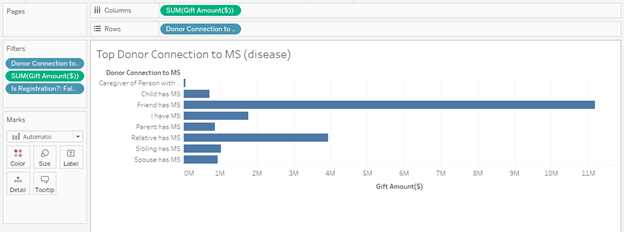 Pages
Columns
SUM(Gift Amount($))
Rows
Donor Connection to ..
Filters
Donor Connection to..
SUM(Gift Amount($))
Is Registration?: Fal..
Marks
Automatic
Color
Size
Label
Detail
Tooltip
Top Donor Connection to MS (disease)
Donor Connection to MS
Caregiver of Person with ..
Child has MS
Friend has MS
I have MS
Parent has MS
Relative has MS
Sibling has MS
Spouse has MS
0M 1M 2M 3M 4M 5M 6M 7M 8M 9M 10M 11M
Gift Amount($)